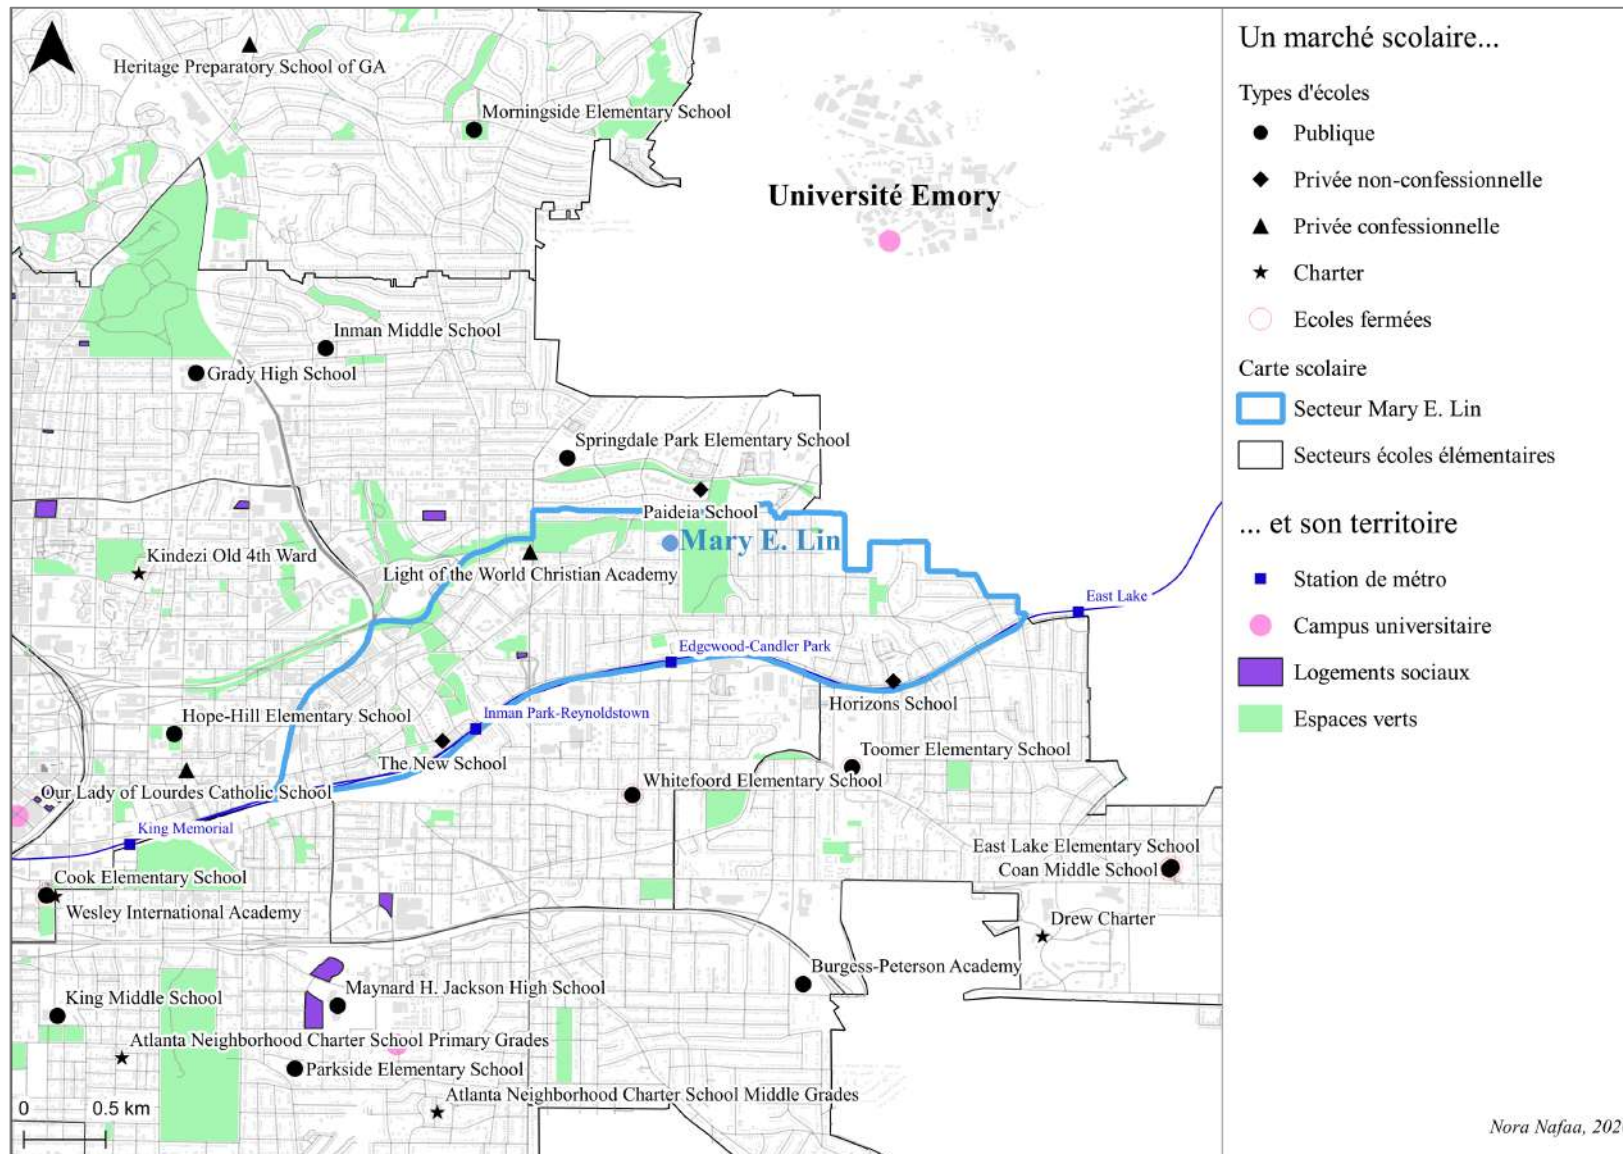 Heritage Preparatory School of GA
Morningside Elementary School
Université Emory
Inman Middle School
Grady High School
Springdale Park Elementary School
Paideia School
Mary E. Lin
Kindezi Old 4th Ward
Light of the World Christian Academy
East Lake
Edgewood-Candler Park
Horizons School
Hope-Hill Elementary School
Inman Park-Reynoldstown
The New School
Toomer Elementary School
Whitefoord Elementary School
Our Lady of Lourdes Catholic School
King Memorial
East Lake Elementary School
Coan Middle School
Cook Elementary School
Wesley International Academy
Drew Charter
Burgess-Peterson Academy
Maynard H. Jackson High School
King Middle School
Atlanta Neighborhood Charter School Primary Grades
Parkside Elementary School
Atlanta Neighborhood Charter School Middle Grades
0 0.5 km
Un marché scolaire...
Types d'écoles
Publique
Privée non-confessionnelle
Privée confessionnelle
Charter
Ecoles fermées
Carte scolaire
Secteur Mary E. Lin
Secteurs écoles élémentaires
... et son territoire
Station de métro
Campus universitaire
Logements sociaux
Espaces verts
Nora Nafaa, 202